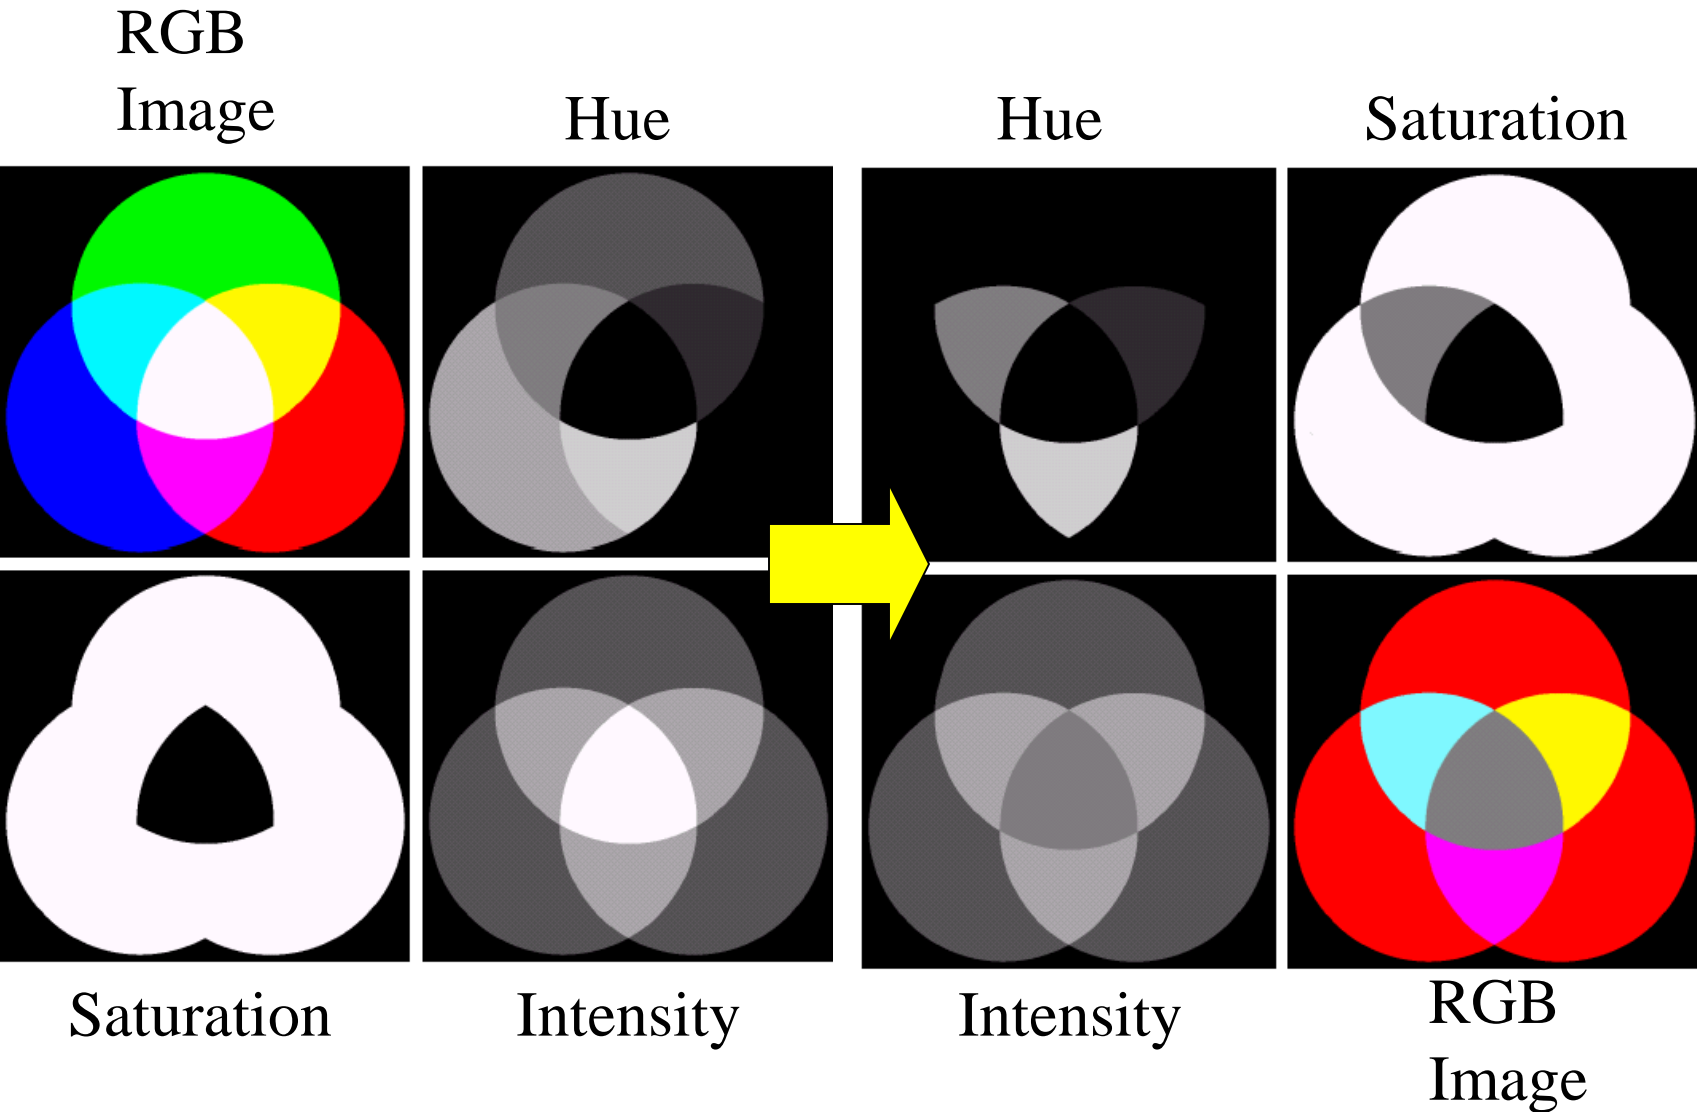 RGB
Image
Hue
Hue
Saturation
Saturation
Intensity
Intensity
RGB
Image